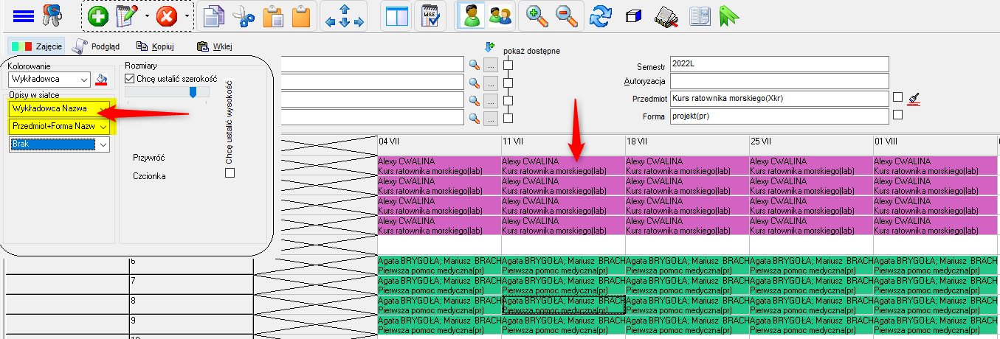 WGS
Zajęcie Podgląd Kopiuj Wklej
Kolorowanie
Wykładowca
Opisy w siatce
Wykładowca Nazwa
Przedmiot+Forma Nazw
Brak
Rozmiary
Chcę ustalić szerokość
Chcę ustalić wysokość
Przywróć
Czcionka
pokaż dostępne
...
...
...
...
Semestr 2022L
Autoryzacja
Przedmiot Kurs ratownika morskiego(Xkr)
Forma projekt(pr)
04 VII 11 VII 18 VII 25 VII 01 VIII
Alexy CWALINA Alexy CWALINA Alexy CWALINA Alexy CWALINA Alexy CWALINA
Kurs ratownika morskiego(lab) Kurs ratownika morskiego(lab) Kurs ratownika morskiego(lab) Kurs ratownika morskiego(lab) Kurs ratownika morskiego(lab)
Alexy CWALINA Alexy CWALINA Alexy CWALINA Alexy CWALINA Alexy CWALINA
Kurs ratownika morskiego(lab) Kurs ratownika morskiego(lab) Kurs ratownika morskiego(lab) Kurs ratownika morskiego(lab) Kurs ratownika morskiego(lab)
Alexy CWALINA Alexy CWALINA Alexy CWALINA Alexy CWALINA Alexy CWALINA
Kurs ratownika morskiego(lab) Kurs ratownika morskiego(lab) Kurs ratownika morskiego(lab) Kurs ratownika morskiego(lab) Kurs ratownika morskiego(lab)
Alexy CWALINA Alexy CWALINA Alexy CWALINA Alexy CWALINA Alexy CWALINA
Kurs ratownika morskiego(lab) Kurs ratownika morskiego(lab) Kurs ratownika morskiego(lab) Kurs ratownika morskiego(lab) Kurs ratownika morskiego(lab)
6 Agata BRYGOŁA; Mariusz BRACH Agata BRYGOŁA; Mariusz BRACH Agata BRYGOŁA; Mariusz BRACH Agata BRYGOŁA; Mariusz BRACH Agata BRYGOŁA; Mariusz BRACH
Pierwsza pomoc medyczna(pr) Pierwsza pomoc medyczna(pr) Pierwsza pomoc medyczna(pr) Pierwsza pomoc medyczna(pr) Pierwsza pomoc medyczna(pr)
7 Agata BRYGOŁA; Mariusz BRACH Agata BRYGOŁA; Mariusz BRACH Agata BRYGOŁA; Mariusz BRACH Agata BRYGOŁA; Mariusz BRACH Agata BRYGOŁA; Mariusz BRACH
Pierwsza pomoc medyczna(pr) Pierwsza pomoc medyczna(pr) Pierwsza pomoc medyczna(pr) Pierwsza pomoc medyczna(pr) Pierwsza pomoc medyczna(pr)
8 Agata BRYGOŁA; Mariusz BRACH Agata BRYGOŁA; Mariusz BRACH Agata BRYGOŁA; Mariusz BRACH Agata BRYGOŁA; Mariusz BRACH Agata BRYGOŁA; Mariusz BRACH
Pierwsza pomoc medyczna(pr) Pierwsza pomoc medyczna(pr) Pierwsza pomoc medyczna(pr) Pierwsza pomoc medyczna(pr) Pierwsza pomoc medyczna(pr)
9 Agata BRYGOŁA; Mariusz BRACH Agata BRYGOŁA; Mariusz BRACH Agata BRYGOŁA; Mariusz BRACH Agata BRYGOŁA; Mariusz BRACH Agata BRYGOŁA; Mariusz BRACH
Pierwsza pomoc medyczna(pr) Pierwsza pomoc medyczna(pr) Pierwsza pomoc medyczna(pr) Pierwsza pomoc medyczna(pr) Pierwsza pomoc medyczna(pr)